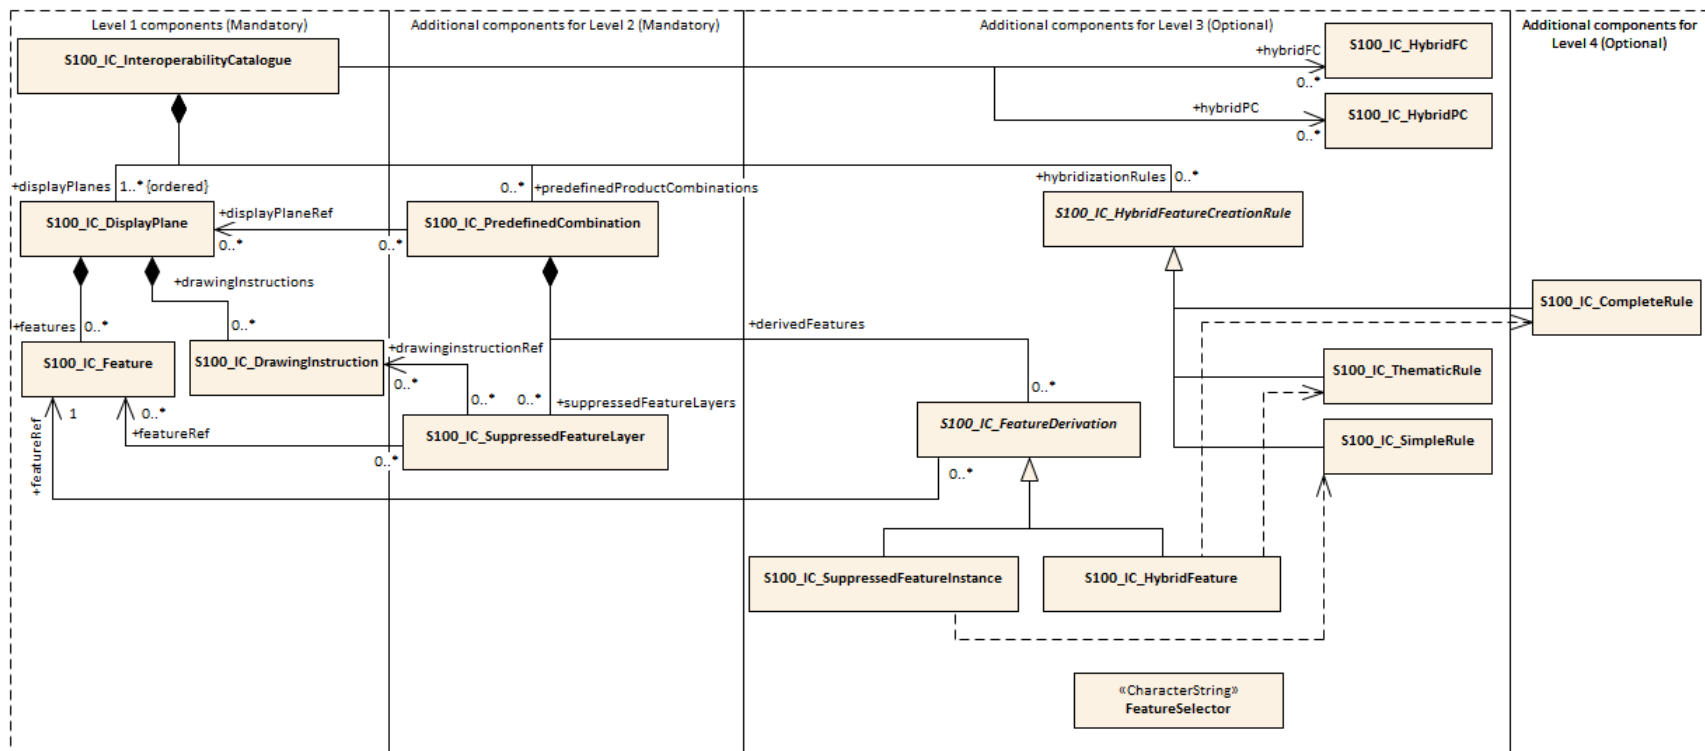 Level 1 components (Mandatory)
Additional components for Level 2 (Mandatory)
Additional components for Level 3 (Optional)
Additional components for
Level 4 (Optional)
S100_IC_InteroperabilityCatalogue
+hybridFC
0..*
S100_IC_HybridFC
+hybridPC
0..*
S100_IC_HybridPC
+displayPlanes
1..* {ordered}
0..*
+predefinedProductCombinations
+hybridizationRules
0..*
S100_IC_DisplayPlane
+displayPlaneRef
0..*
0..*
S100_IC_PredefinedCombination
S100_IC_HybridFeatureCreationRule
+drawingInstructions
S100_IC_CompleteRule
+features
0..*
0..*
+derivedFeatures
S100_IC_Feature
S100_IC_DrawingInstruction
+drawinginstructionRef
0..*
0..*
0..*
+suppressedFeatureLayers
0..*
S100_IC_ThematicRule
1
0..*
+featureRef
+featureRef
0..*
S100_IC_SuppressedFeatureLayer
S100_IC_FeatureDerivation
0..*
S100_IC_SimpleRule
S100_IC_SuppressedFeatureInstance
S100_IC_HybridFeature
«CharacterString»
FeatureSelector